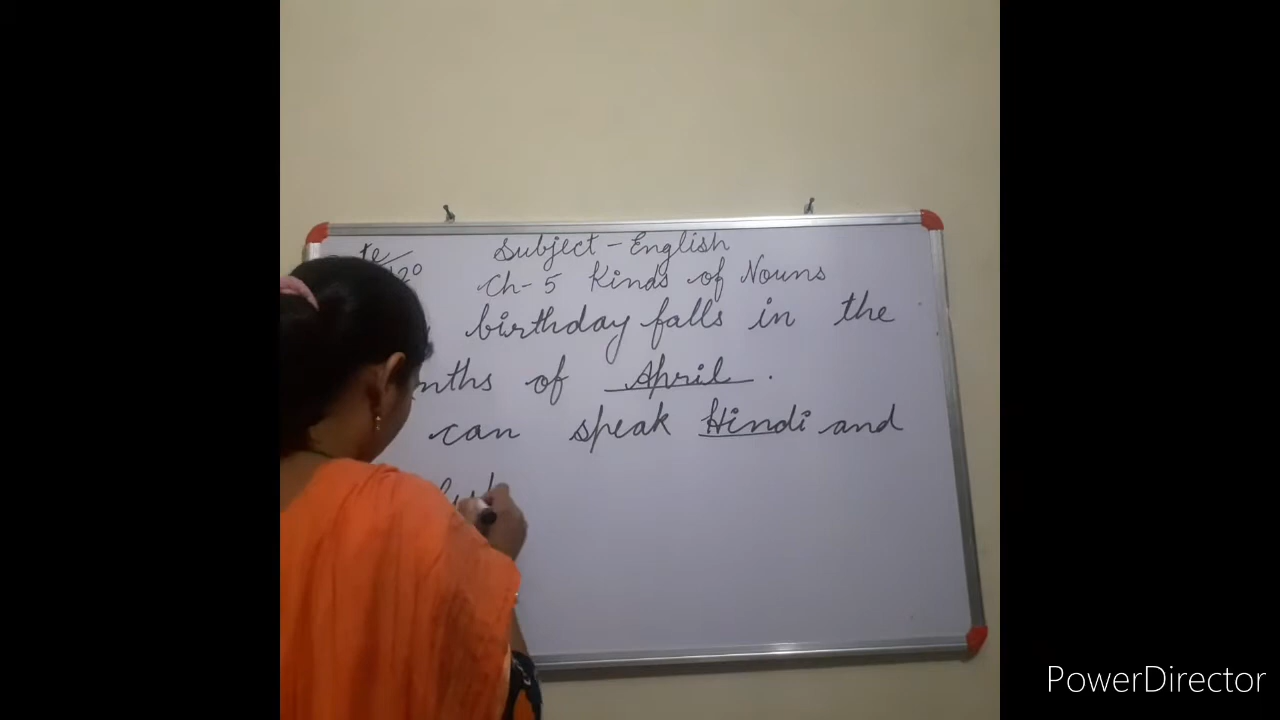 Subject - English
Ch- 5 Kinds of Nouns
birthday falls in the
nths of April .
can speak Hindi and
PowerDirector